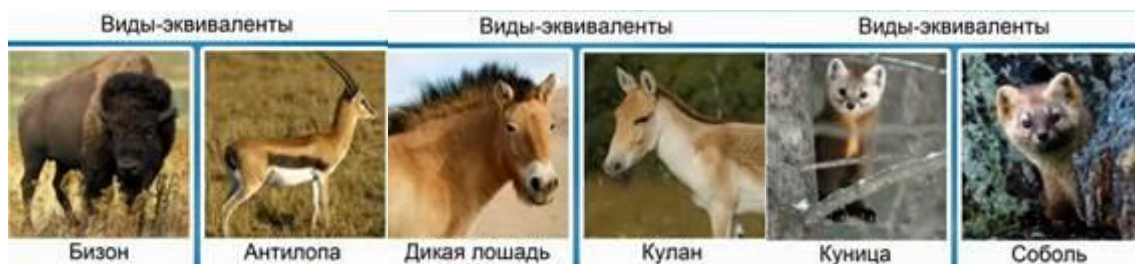 Виды-эквиваленты
Виды-эквиваленты
Виды-эквиваленты
Бизон
Антилопа
Дикая лошадь
Кулан
Куница
Соболь